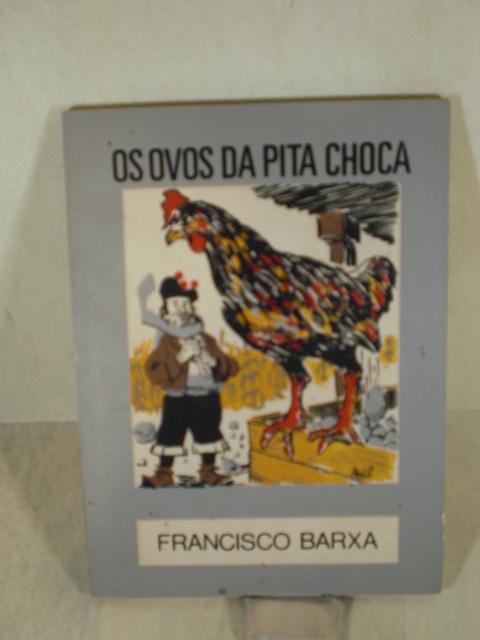 OS OVOS DA PITA CHOCA
FRANCISCO BARXA